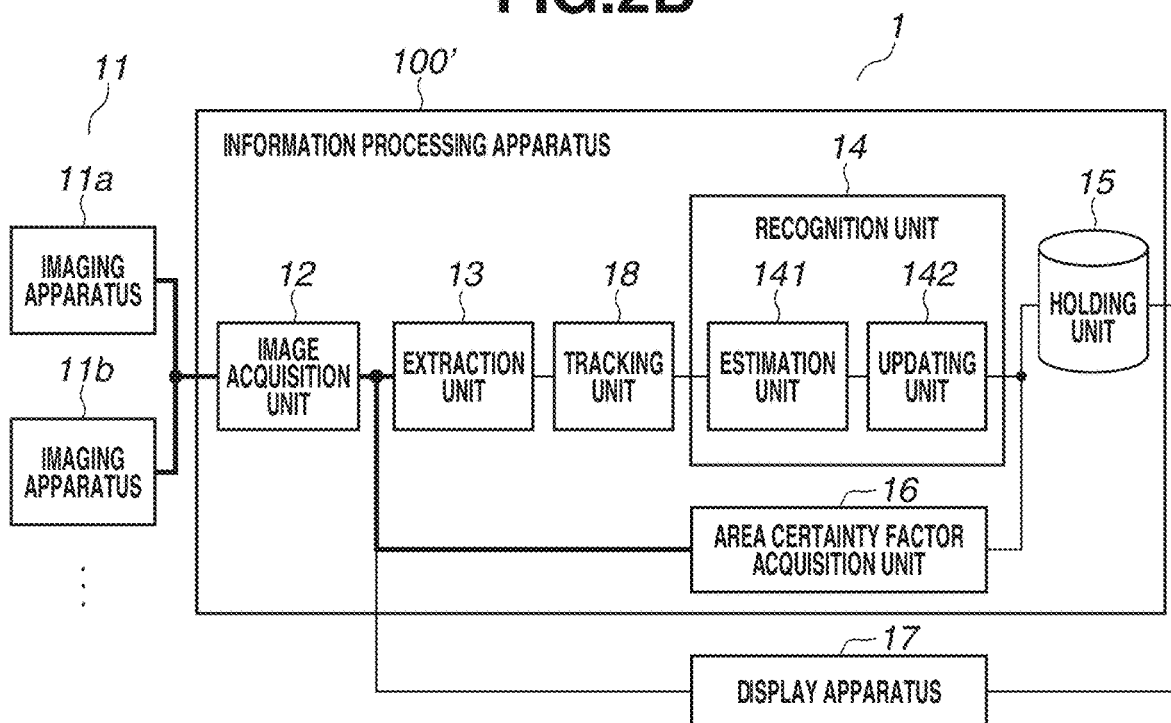 FIG.2B
1
11
100'
INFORMATION PROCESSING APPARATUS
14
15
11a
RECOGNITION UNIT
IMAGING
APPARATUS
12
13
18
141
142
HOLDING
UNIT
IMAGE
ACQUISITION
UNIT
EXTRACTION
UNIT
TRACKING
UNIT
ESTIMATION
UNIT
UPDATING
UNIT
11b
IMAGING
APPARATUS
16
AREA CERTAINTY FACTOR
ACQUISITION UNIT
17
DISPLAY APPARATUS